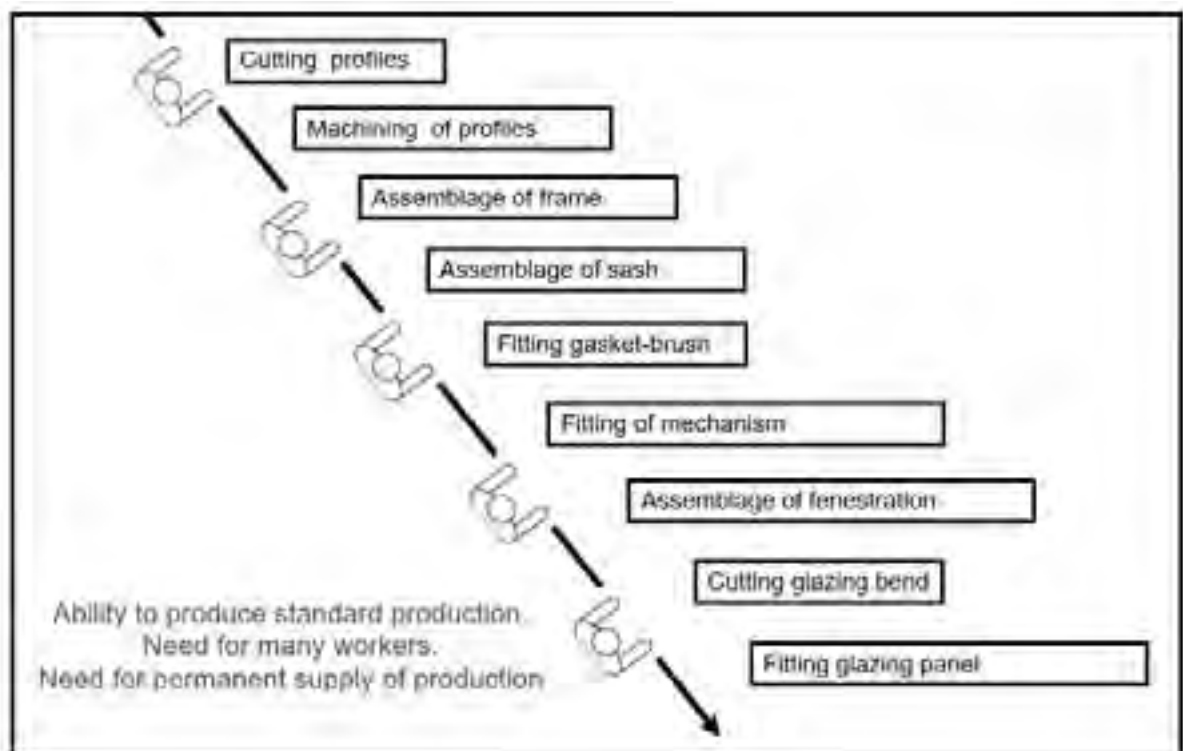 Cutting profiles
Machining of profiles
Assemblage of frame
Assemblage of sash
Fitting gasket-brush
Fitting of mechanism
Assemblage of fenestration
Cutting glazing bend
Fitting glazing panel
Ability to produce standard production.
Need for many workers.
Need for permanent supply of production